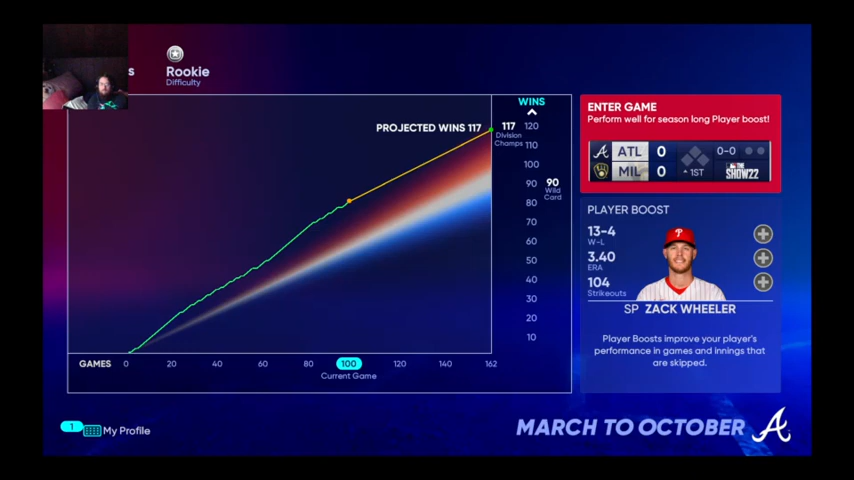 s
Rookie
Difficulty
WINS
PROJECTED WINS 117
117
Division
Champs
90
Wild
Card
120
110
100
90
80
70
60
50
40
30
20
10
GAMES 0 20 40 60 80 100 120 140 162
Current Game
ENTER GAME
Perform well for season long Player boost!
ATL 0 0-0
MIL 0 1ST THE SHOW22
PLAYER BOOST
13-4
W-L
3.40
ERA
104
Strikeouts
SP ZACK WHEELER
Player Boosts improve your player's
performance in games and innings that
are skipped.
1 My Profile
MARCH TO OCTOBER